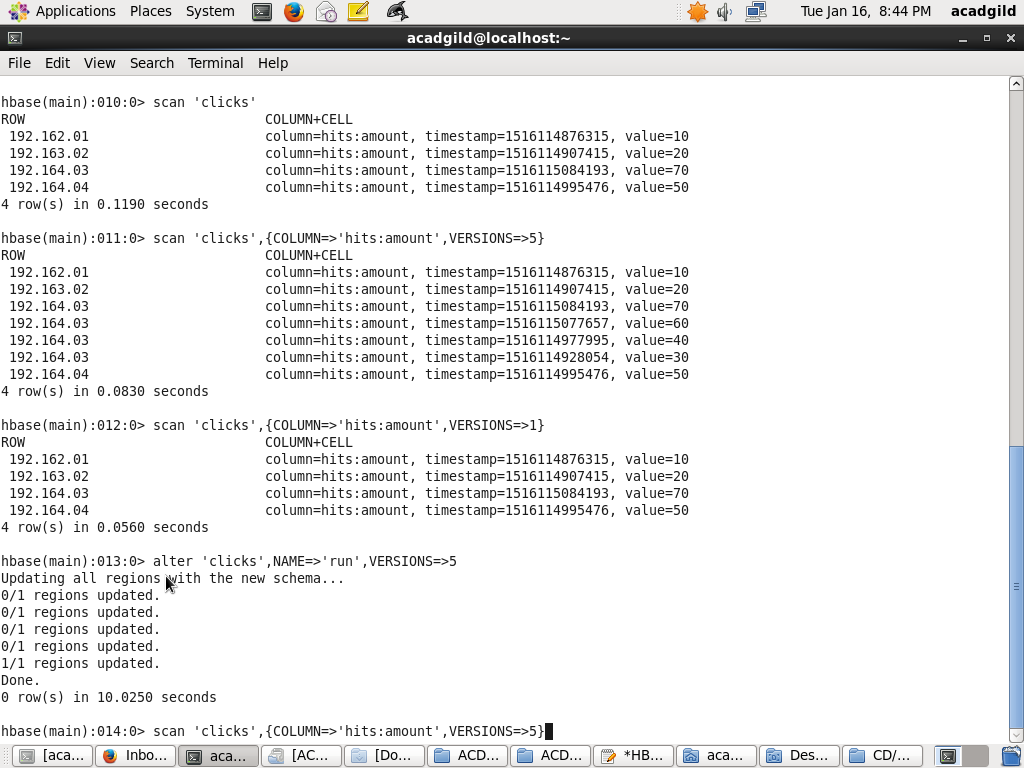 Applications Places System Tue Jan 16, 8:44 PM acadgild
acadgild@localhost:~
File Edit View Search Terminal Help
hbase(main):010:0> scan 'clicks'
ROW COLUMN+CELL
192.162.01 column=hits:amount, timestamp=1516114876315, value=10
192.163.02 column=hits:amount, timestamp=1516114907415, value=20
192.164.03 column=hits:amount, timestamp=1516115084193, value=70
192.164.04 column=hits:amount, timestamp=1516114995476, value=50
4 row(s) in 0.1190 seconds
hbase(main):011:0> scan 'clicks',{COLUMN=>'hits:amount',VERSIONS=>5}
ROW COLUMN+CELL
192.162.01 column=hits:amount, timestamp=1516114876315, value=10
192.163.02 column=hits:amount, timestamp=1516114907415, value=20
192.164.03 column=hits:amount, timestamp=1516115084193, value=70
192.164.03 column=hits:amount, timestamp=1516115077657, value=60
192.164.03 column=hits:amount, timestamp=1516114977995, value=40
192.164.03 column=hits:amount, timestamp=1516114928054, value=30
192.164.04 column=hits:amount, timestamp=1516114995476, value=50
4 row(s) in 0.0830 seconds
hbase(main):012:0> scan 'clicks',{COLUMN=>'hits:amount',VERSIONS=>1}
ROW COLUMN+CELL
192.162.01 column=hits:amount, timestamp=1516114876315, value=10
192.163.02 column=hits:amount, timestamp=1516114907415, value=20
192.164.03 column=hits:amount, timestamp=1516115084193, value=70
192.164.04 column=hits:amount, timestamp=1516114995476, value=50
4 row(s) in 0.0560 seconds
hbase(main):013:0> alter 'clicks',NAME=>'run',VERSIONS=>5
Updating all regions with the new schema...
0/1 regions updated.
0/1 regions updated.
0/1 regions updated.
0/1 regions updated.
1/1 regions updated.
Done.
0 row(s) in 10.0250 seconds
hbase(main):014:0> scan 'clicks',{COLUMN=>'hits:amount',VERSIONS=>5}
[aca... Inbo... aca... [AC... [Do... ACD... ACD... *HB... aca... Des... CD/...